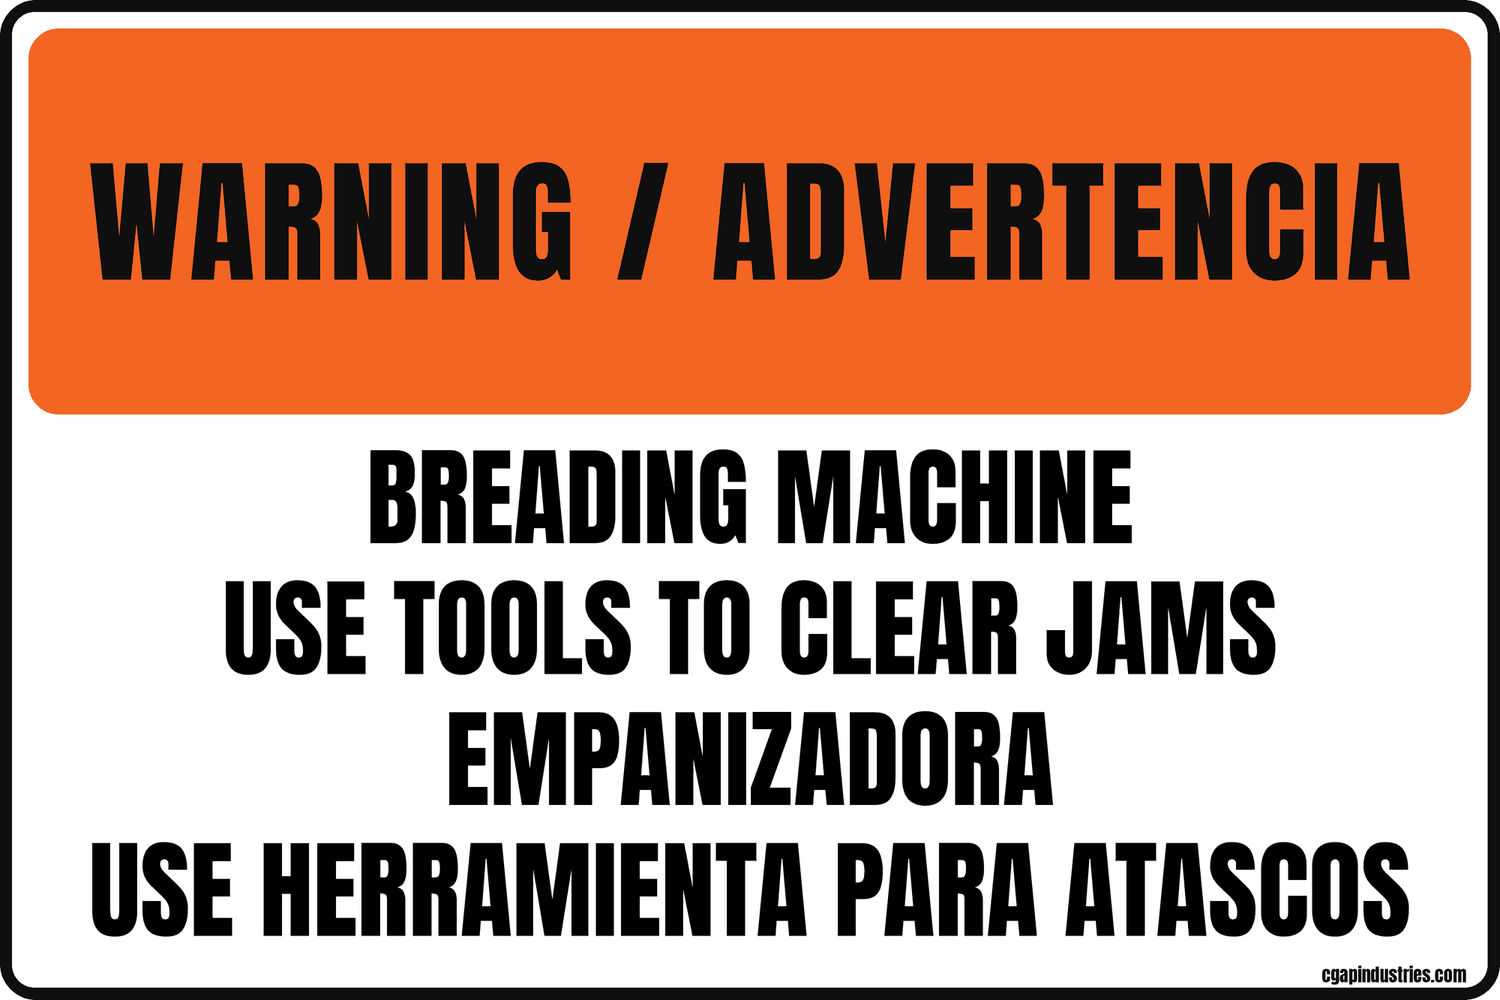 WARNING / ADVERTENCIA
BREADING MACHINE
USE TOOLS TO CLEAR JAMS
EMPANIZADORA
USE HERRAMIENTA PARA ATASCOS
cgapindustries.com